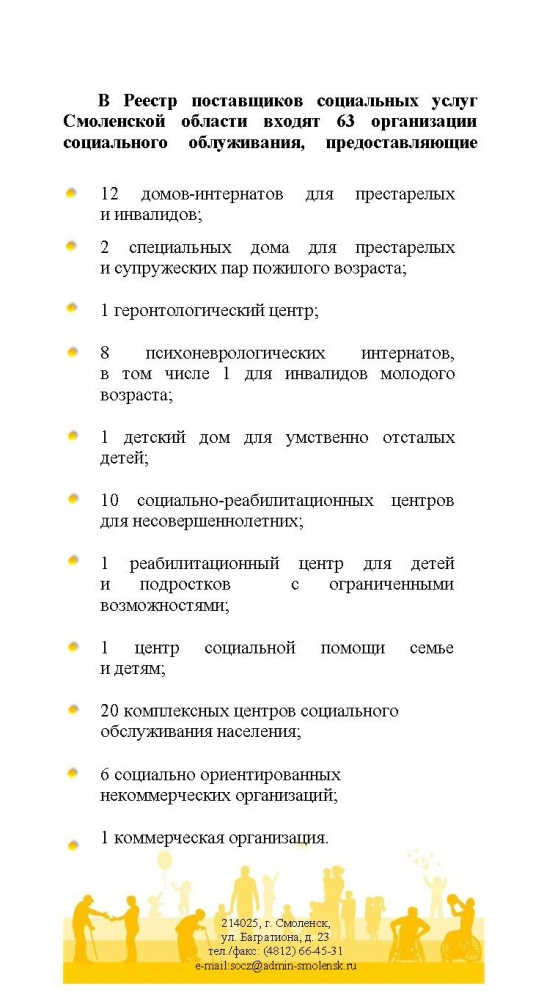 В Реестр поставщиков социальных услуг
Смоленской области входят 63 организации
социального облуживания, предоставляющие
12 домов-интернатов для престарелых
и инвалидов;
2 специальных дома для престарелых
и супружеских пар пожилого возраста;
1 геронтологический центр;
8 психоневрологических интернатов,
в том числе 1 для инвалидов молодого
возраста;
1 детский дом для умственно отсталых
детей;
10 социально-реабилитационных центров
для несовершеннолетних;
1 реабилитационный центр для детей
и подростков с ограниченными
возможностями;
1 центр социальной помощи семье
и детям;
20 комплексных центров социального
обслуживания населения;
6 социально ориентированных
некоммерческих организаций;
1 коммерческая организация.
214025, г. Смоленск,
ул. Багратиона, д. 23
тел./факс: (4812) 66-45-31
e-mail:socz@admin-smolensk.ru